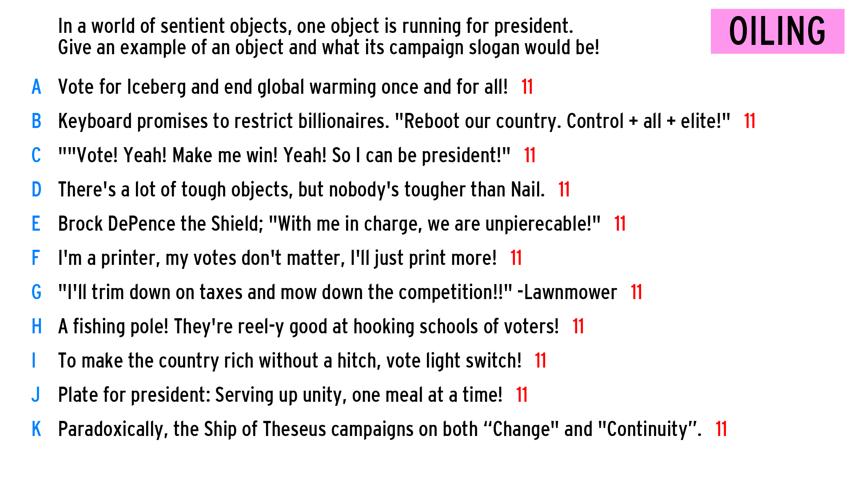 In a world of sentient objects, one object is running for president.
Give an example of an object and what its campaign slogan would be!
OILING
A Vote for Iceberg and end global warming once and for all! 11
B Keyboard promises to restrict billionaires. "Reboot our country. Control + all + elite!" 11
C ""Vote! Yeah! Make me win! Yeah! So I can be president!" 11
D There's a lot of tough objects, but nobody's tougher than Nail. 11
E Brock DePence the Shield; "With me in charge, we are unpierecable!" 11
F I'm a printer, my votes don't matter, I'll just print more! 11
G "I'll trim down on taxes and mow down the competition!!" -Lawnmower 11
H A fishing pole! They're reel-y good at hooking schools of voters! 11
I To make the country rich without a hitch, vote light switch! 11
J Plate for president: Serving up unity, one meal at a time! 11
K Paradoxically, the Ship of Theseus campaigns on both “Change" and "Continuity”. 11